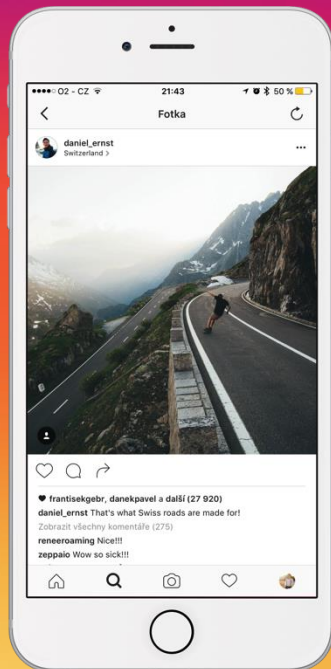 ●●●●○ O2 - CZ 21:43 50 %
Fotka
daniel_ernst
Switzerland >
frantisekgebr, danekpavel a další (27 920)
daniel_ernst That's what Swiss roads are made for!
Zobrazit všechny komentáře (275)
reneeroaming Nice!!!
zeppaio Wow so sick!!!